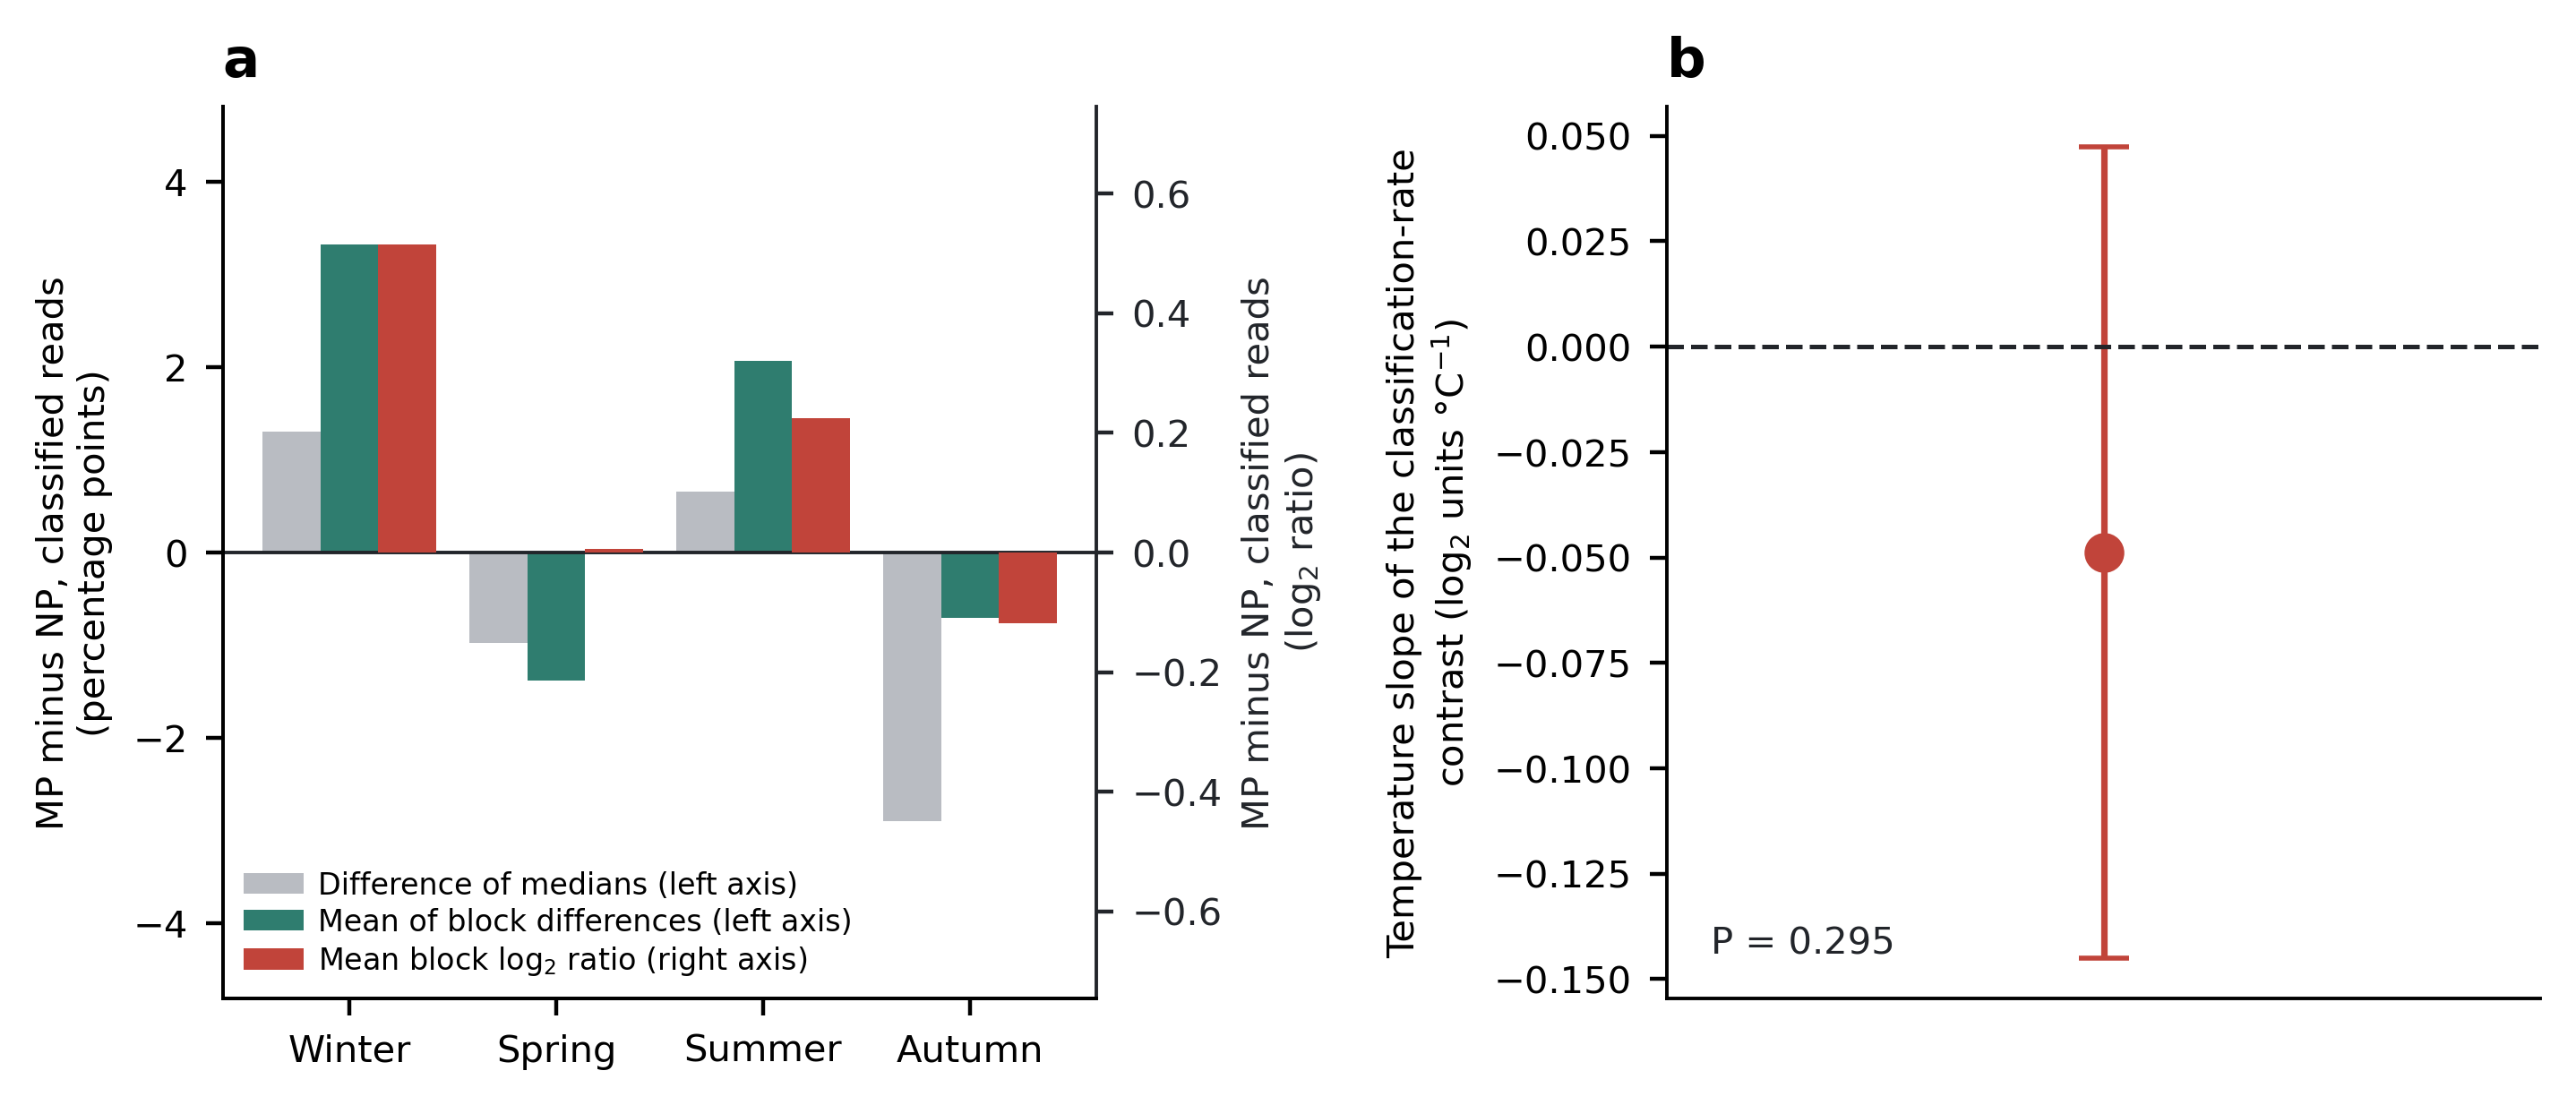 a
MP minus NP, classified reads
(percentage points)
4
2
0
−2
−4
0.6
0.4
0.2
0.0
−0.2
−0.4
−0.6
MP minus NP, classified reads
(log₂ ratio)
Difference of medians (left axis)
Mean of block differences (left axis)
Mean block log₂ ratio (right axis)
Winter
Spring
Summer
Autumn
b
Temperature slope of the classification-rate
contrast (log₂ units °C⁻¹)
0.050
0.025
0.000
−0.025
−0.050
−0.075
−0.100
−0.125
−0.150
P = 0.295